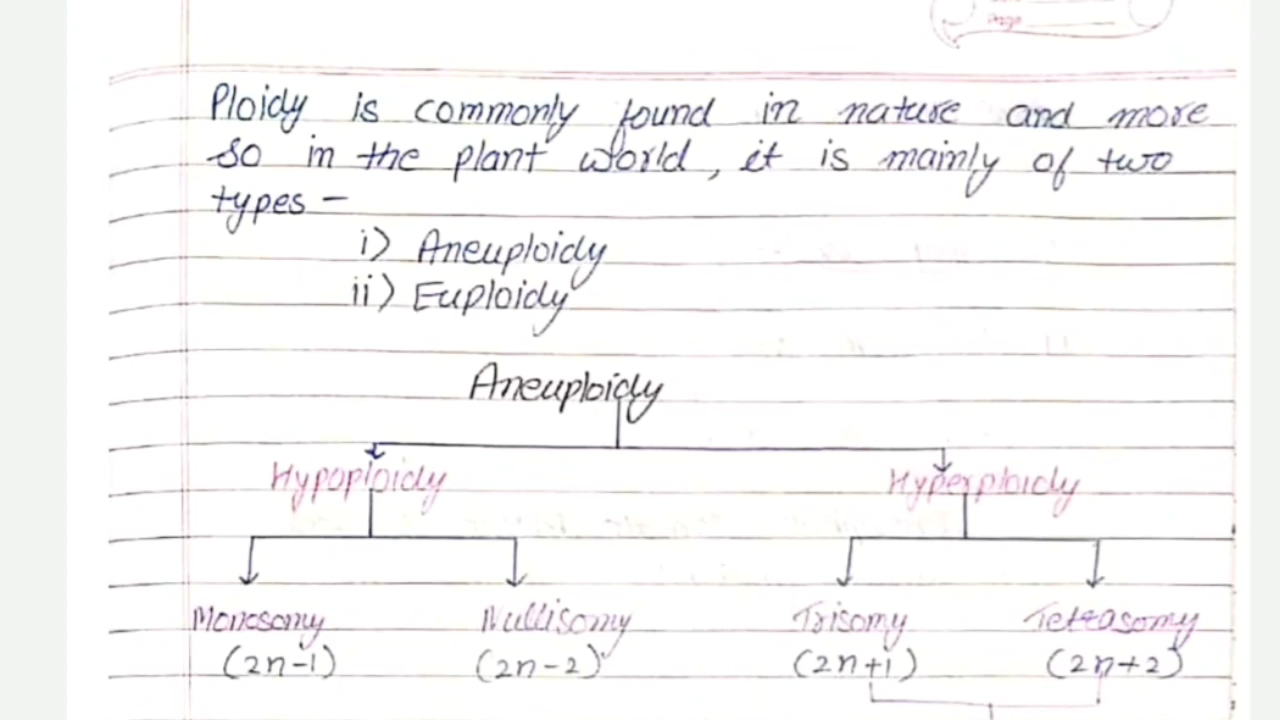 Page
Ploidy is commonly found in nature and more
so in the plant world, it is mainly of two
types -
i) Aneuploidy
ii) Euploidy
Aneuploidy
Hypoploidy Hyperploidy
Monosomy Nullisomy Trisomy Tetrasomy
(2n-1) (2n-2) (2n+1) (2n+2)